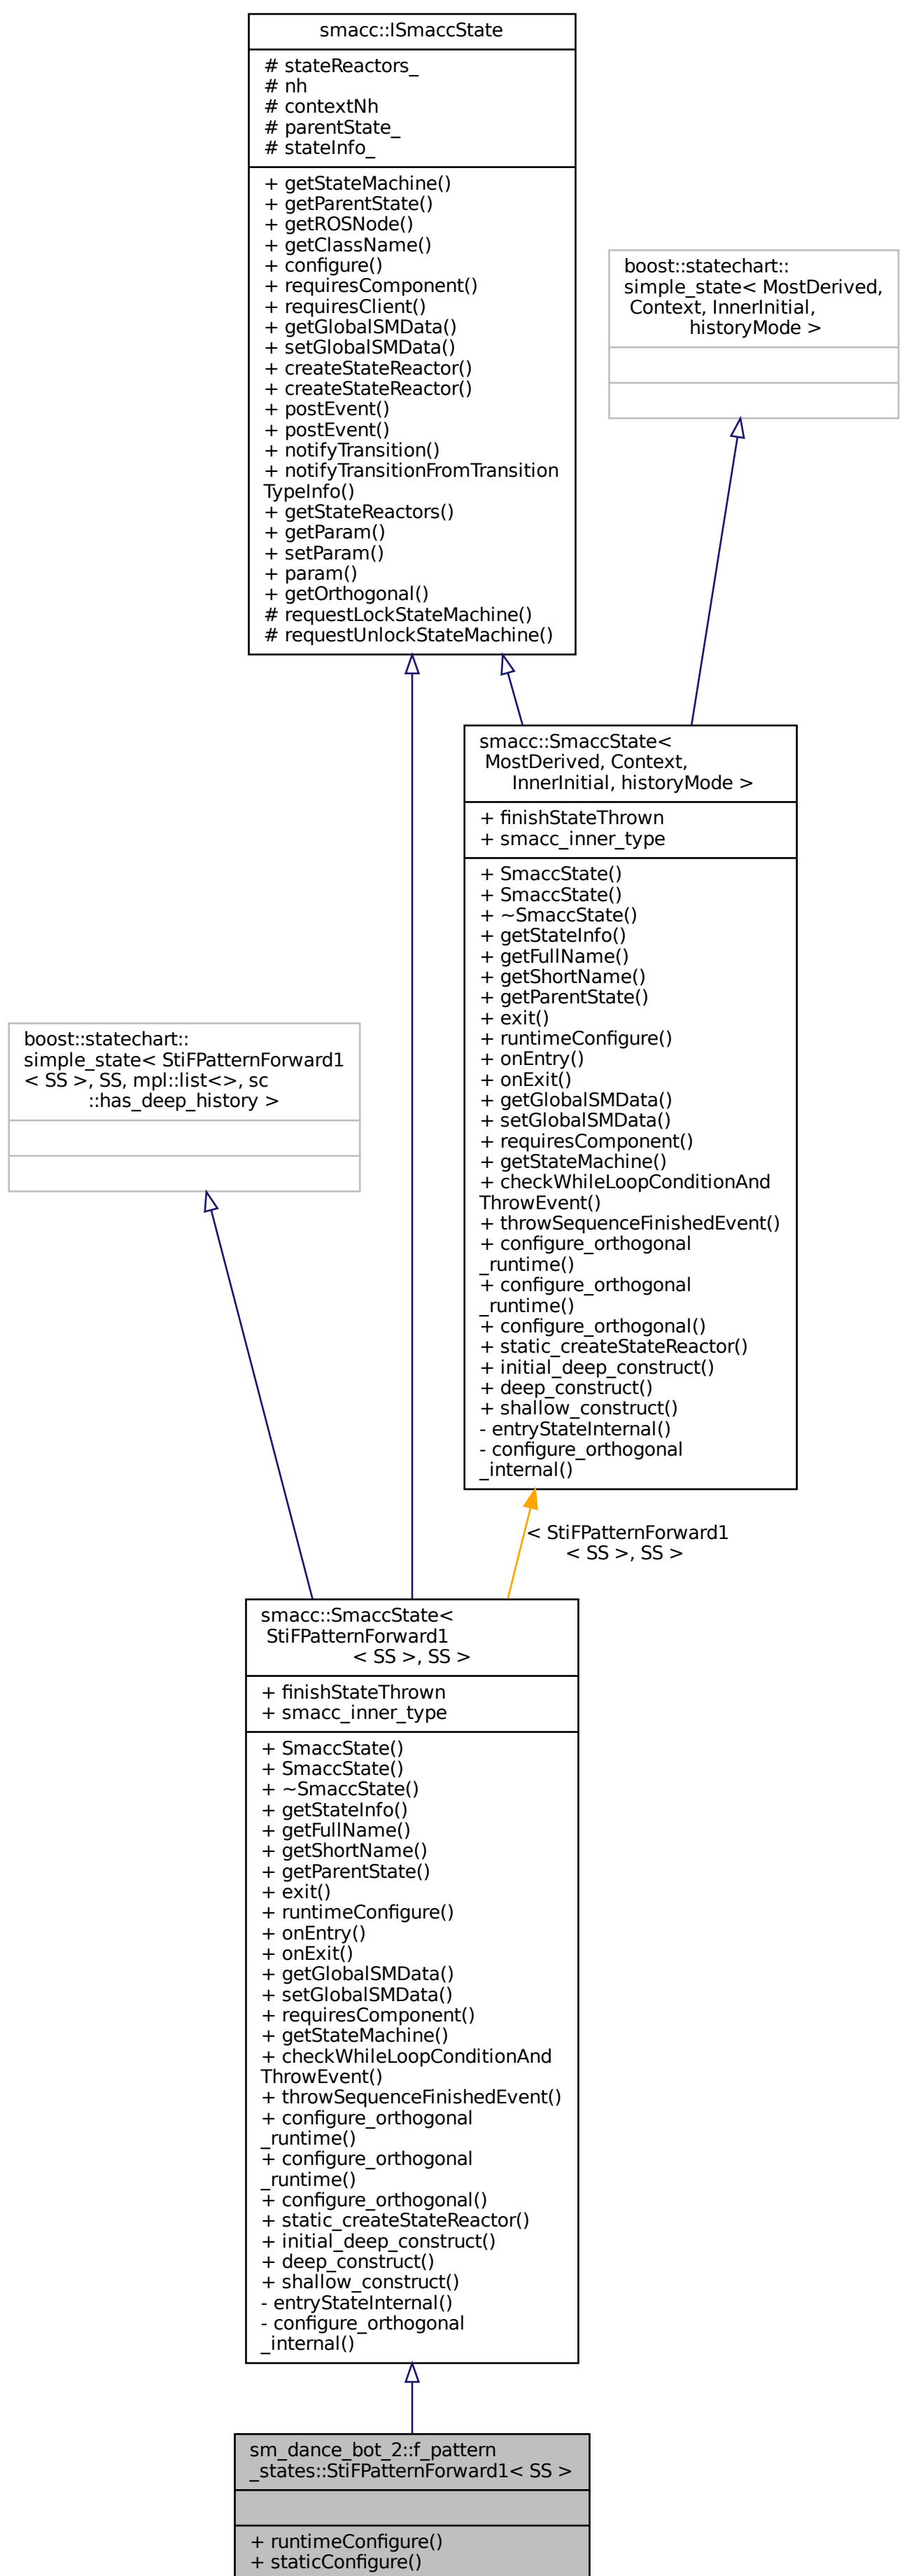 smacc::ISmaccState
# stateReactors_
# nh
# contextNh
# parentState_
# stateInfo_
+ getStateMachine()
+ getParentState()
+ getROSNode()
+ getClassName()
+ configure()
+ requiresComponent()
+ requiresClient()
+ getGlobalSMData()
+ setGlobalSMData()
+ createStateReactor()
+ createStateReactor()
+ postEvent()
+ postEvent()
+ notifyTransition()
+ notifyTransitionFromTransition
TypeInfo()
+ getStateReactors()
+ getParam()
+ setParam()
+ param()
+ getOrthogonal()
# requestLockStateMachine()
# requestUnlockStateMachine()
boost::statechart::
simple_state< MostDerived,
Context, InnerInitial,
historyMode >
smacc::SmaccState<
MostDerived, Context,
InnerInitial, historyMode >
+ finishStateThrown
+ smacc_inner_type
+ SmaccState()
+ SmaccState()
+ ~SmaccState()
+ getStateInfo()
+ getFullName()
+ getShortName()
+ getParentState()
+ exit()
+ runtimeConfigure()
+ onEntry()
+ onExit()
+ getGlobalSMData()
+ setGlobalSMData()
+ requiresComponent()
+ getStateMachine()
+ checkWhileLoopConditionAnd
ThrowEvent()
+ throwSequenceFinishedEvent()
+ configure_orthogonal
_runtime()
+ configure_orthogonal
_runtime()
+ configure_orthogonal()
+ static_createStateReactor()
+ initial_deep_construct()
+ deep_construct()
+ shallow_construct()
- entryStateInternal()
- configure_orthogonal
_internal()
boost::statechart::
simple_state< StiFPatternForward1
< SS >, SS, mpl::list<>, sc
::has_deep_history >
< StiFPatternForward1
< SS >, SS >
smacc::SmaccState<
StiFPatternForward1
< SS >, SS >
+ finishStateThrown
+ smacc_inner_type
+ SmaccState()
+ SmaccState()
+ ~SmaccState()
+ getStateInfo()
+ getFullName()
+ getShortName()
+ getParentState()
+ exit()
+ runtimeConfigure()
+ onEntry()
+ onExit()
+ getGlobalSMData()
+ setGlobalSMData()
+ requiresComponent()
+ getStateMachine()
+ checkWhileLoopConditionAnd
ThrowEvent()
+ throwSequenceFinishedEvent()
+ configure_orthogonal
_runtime()
+ configure_orthogonal
_runtime()
+ configure_orthogonal()
+ static_createStateReactor()
+ initial_deep_construct()
+ deep_construct()
+ shallow_construct()
- entryStateInternal()
- configure_orthogonal
_internal()
sm_dance_bot_2::f_pattern
_states::StiFPatternForward1< SS >
+ runtimeConfigure()
+ staticConfigure()